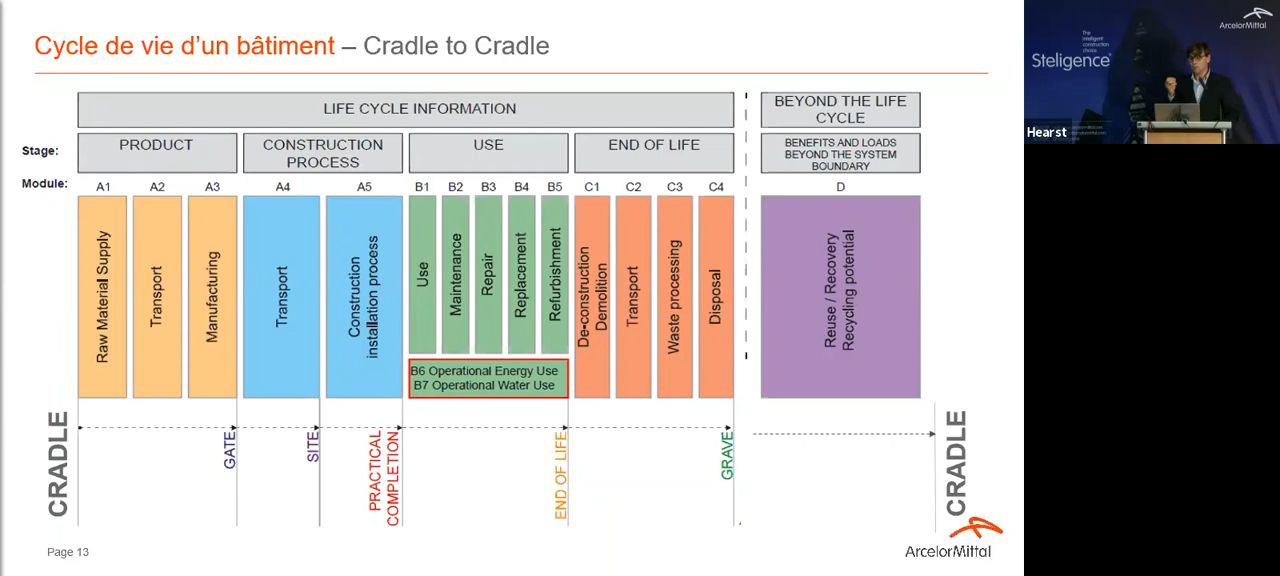 Cycle de vie d’un bâtiment – Cradle to Cradle
LIFE CYCLE INFORMATION
BEYOND THE LIFE
CYCLE
Stage:
PRODUCT
CONSTRUCTION
PROCESS
USE
END OF LIFE
BENEFITS AND LOADS
BEYOND THE SYSTEM
BOUNDARY
Module:
A1
A2
A3
A4
A5
B1
B2
B3
B4
B5
C1
C2
C3
C4
D
Raw Material Supply
Transport
Manufacturing
Transport
Construction
installation process
Use
Maintenance
Repair
Replacement
Refurbishment
De-construction
Demolition
Transport
Waste processing
Disposal
Reuse / Recovery
Recycling potential
B6 Operational Energy Use
B7 Operational Water Use
CRADLE
GATE
SITE
PRACTICAL
COMPLETION
END OF LIFE
GRAVE
CRADLE
Page 13
ArcelorMittal
ArcelorMittal
The
intelligent
construction
choice
Steligence®
Hearst